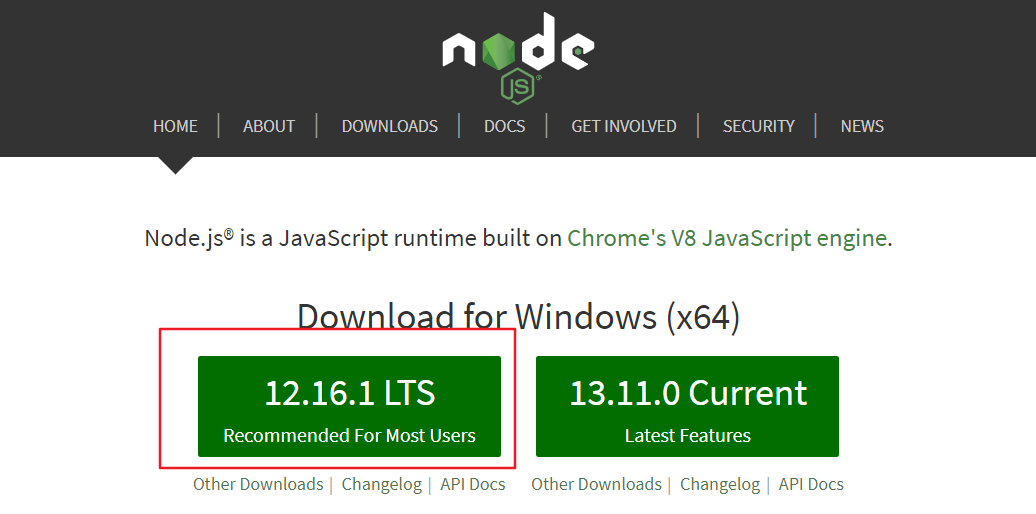 node
JS®
HOME | ABOUT | DOWNLOADS | DOCS | GET INVOLVED | SECURITY | NEWS
Node.js® is a JavaScript runtime built on Chrome's V8 JavaScript engine.
Download for Windows (x64)
12.16.1 LTS
Recommended For Most Users
Other Downloads | Changelog | API Docs
13.11.0 Current
Latest Features
Other Downloads | Changelog | API Docs